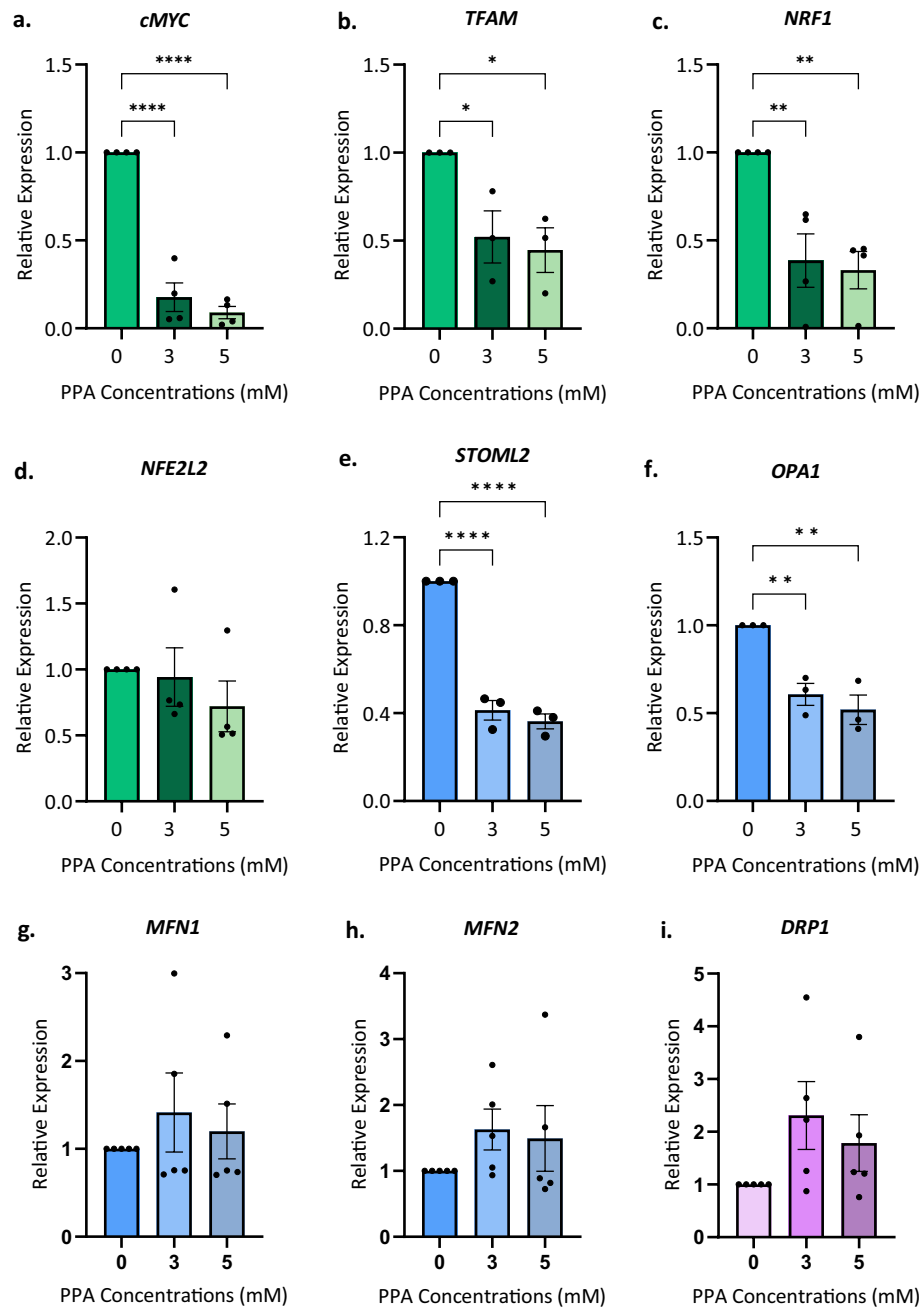 a.
cMYC
1.5
1.0
0.5
0.0
Relative Expression
****
****
0 3 5
PPA Concentrations (mM)
b.
TFAM
1.5
1.0
0.5
0.0
Relative Expression
*
*
0 3 5
PPA Concentrations (mM)
c.
NRF1
1.5
1.0
0.5
0.0
Relative Expression
**
**
0 3 5
PPA Concentrations (mM)
d.
NFE2L2
2.0
1.5
1.0
0.5
0.0
Relative Expression
0 3 5
PPA Concentrations (mM)
e.
STOML2
1.2
0.8
0.4
0.0
Relative Expression
****
****
0 3 5
PPA Concentrations (mM)
f.
OPA1
1.5
1.0
0.5
0.0
Relative Expression
**
**
0 3 5
PPA Concentrations (mM)
g.
MFN1
3
2
1
0
Relative Expression
0 3 5
PPA Concentrations (mM)
h.
MFN2
4
3
2
1
0
Relative Expression
0 3 5
PPA Concentrations (mM)
i.
DRP1
5
4
3
2
1
0
Relative Expression
0 3 5
PPA Concentrations (mM)